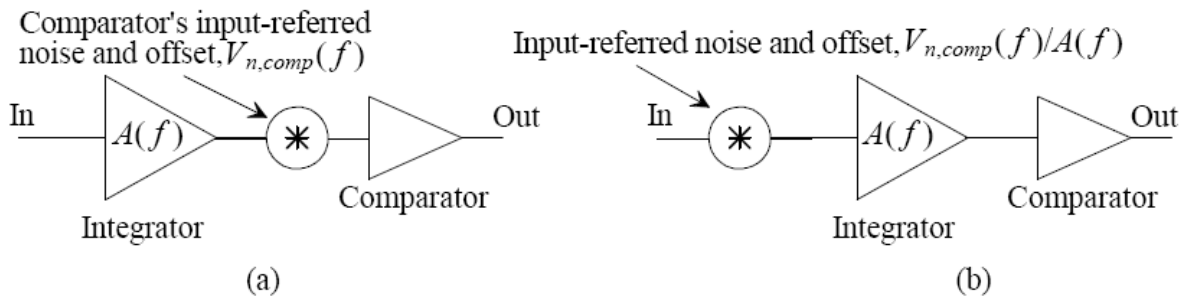 Comparator's input-referred
noise and offset, V_{n,comp}(f)
In
A(f)
Out
Comparator
Integrator
(a)
Input-referred noise and offset, V_{n,comp}(f)/A(f)
In
A(f)
Out
Comparator
Integrator
(b)